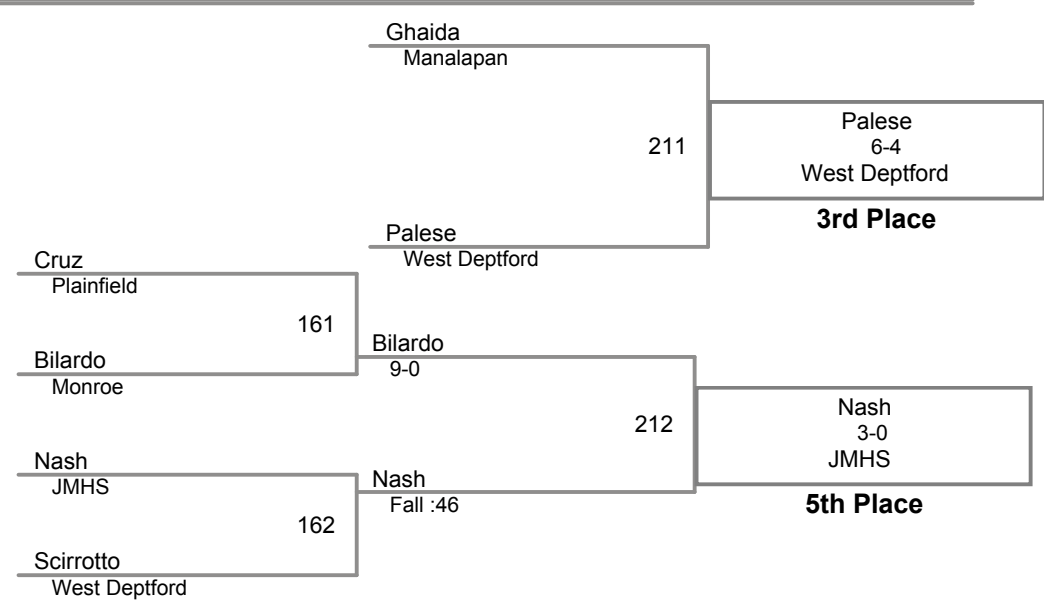 Ghaida
Manalapan
211
Palese
6-4
West Deptford
3rd Place
Palese
West Deptford
Cruz
Plainfield
161
Bilardo
Monroe
Bilardo
9-0
212
Nash
3-0
JMHS
5th Place
Nash
JMHS
Nash
Fall :46
162
Scirrotto
West Deptford